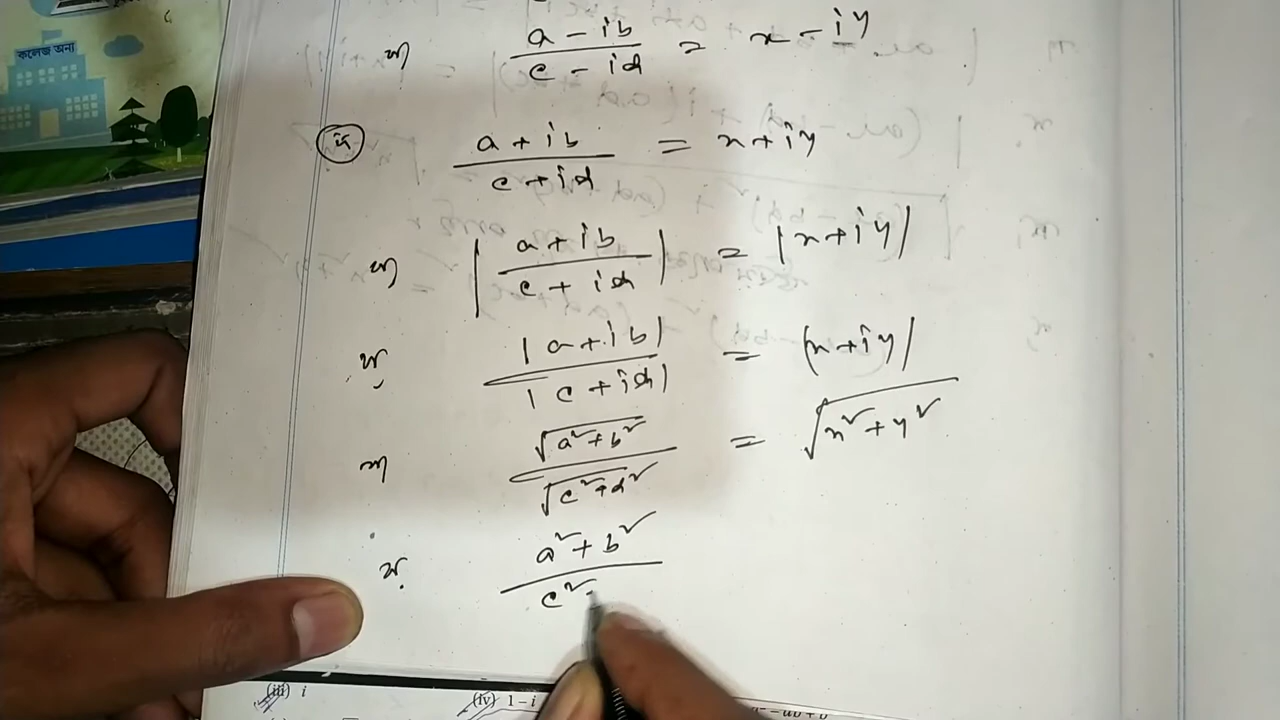 কলেজ অন্য
বা, (a - ib)/(c - id) = x - iy
(ii) (a + ib)/(c + id) = x + iy
বা, |(a + ib)/(c + id)| = |x + iy|
বা, |a + ib|/|c + id| = |x + iy|
বা, √(a² + b²)/√(c² + d²) = √(x² + y²)
বা, (a² + b²)/c²
(iii) i (iv) 1 - i